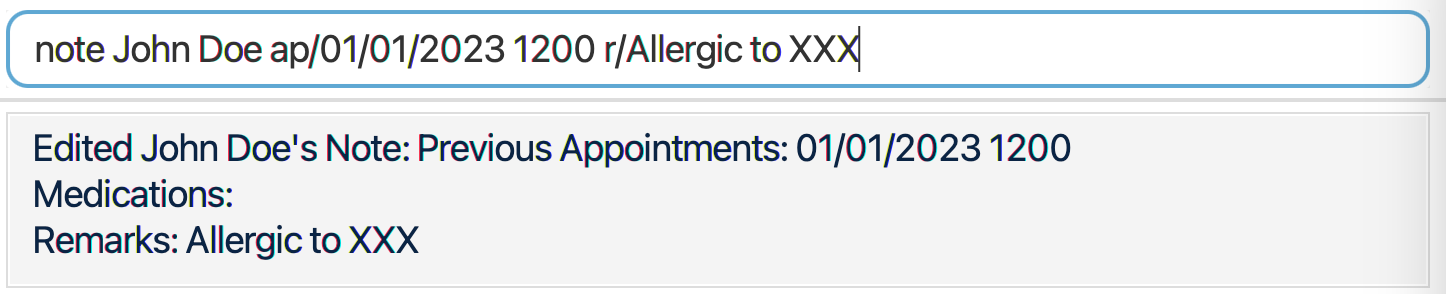 note John Doe ap/01/01/2023 1200 r/Allergic to XXX
Edited John Doe's Note: Previous Appointments: 01/01/2023 1200
Medications:
Remarks: Allergic to XXX